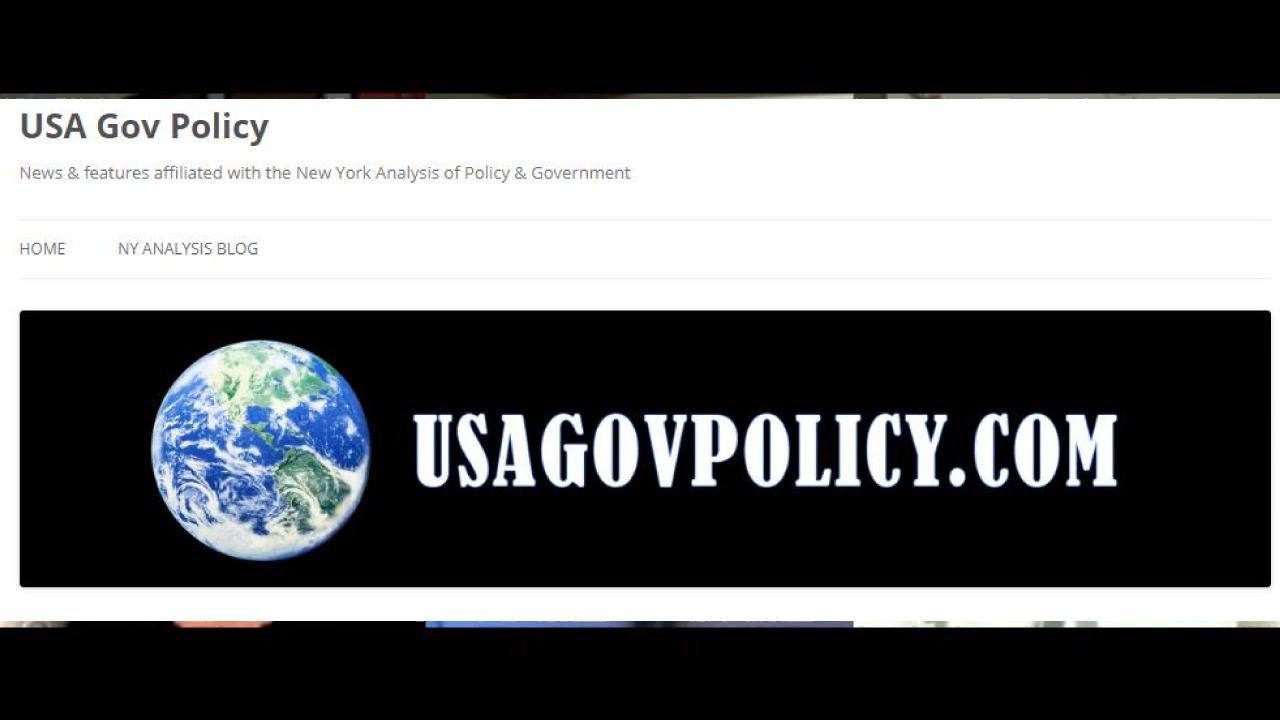 USA Gov Policy
News & features affiliated with the New York Analysis of Policy & Government
HOME NY ANALYSIS BLOG
USAGOVPOLICY.COM